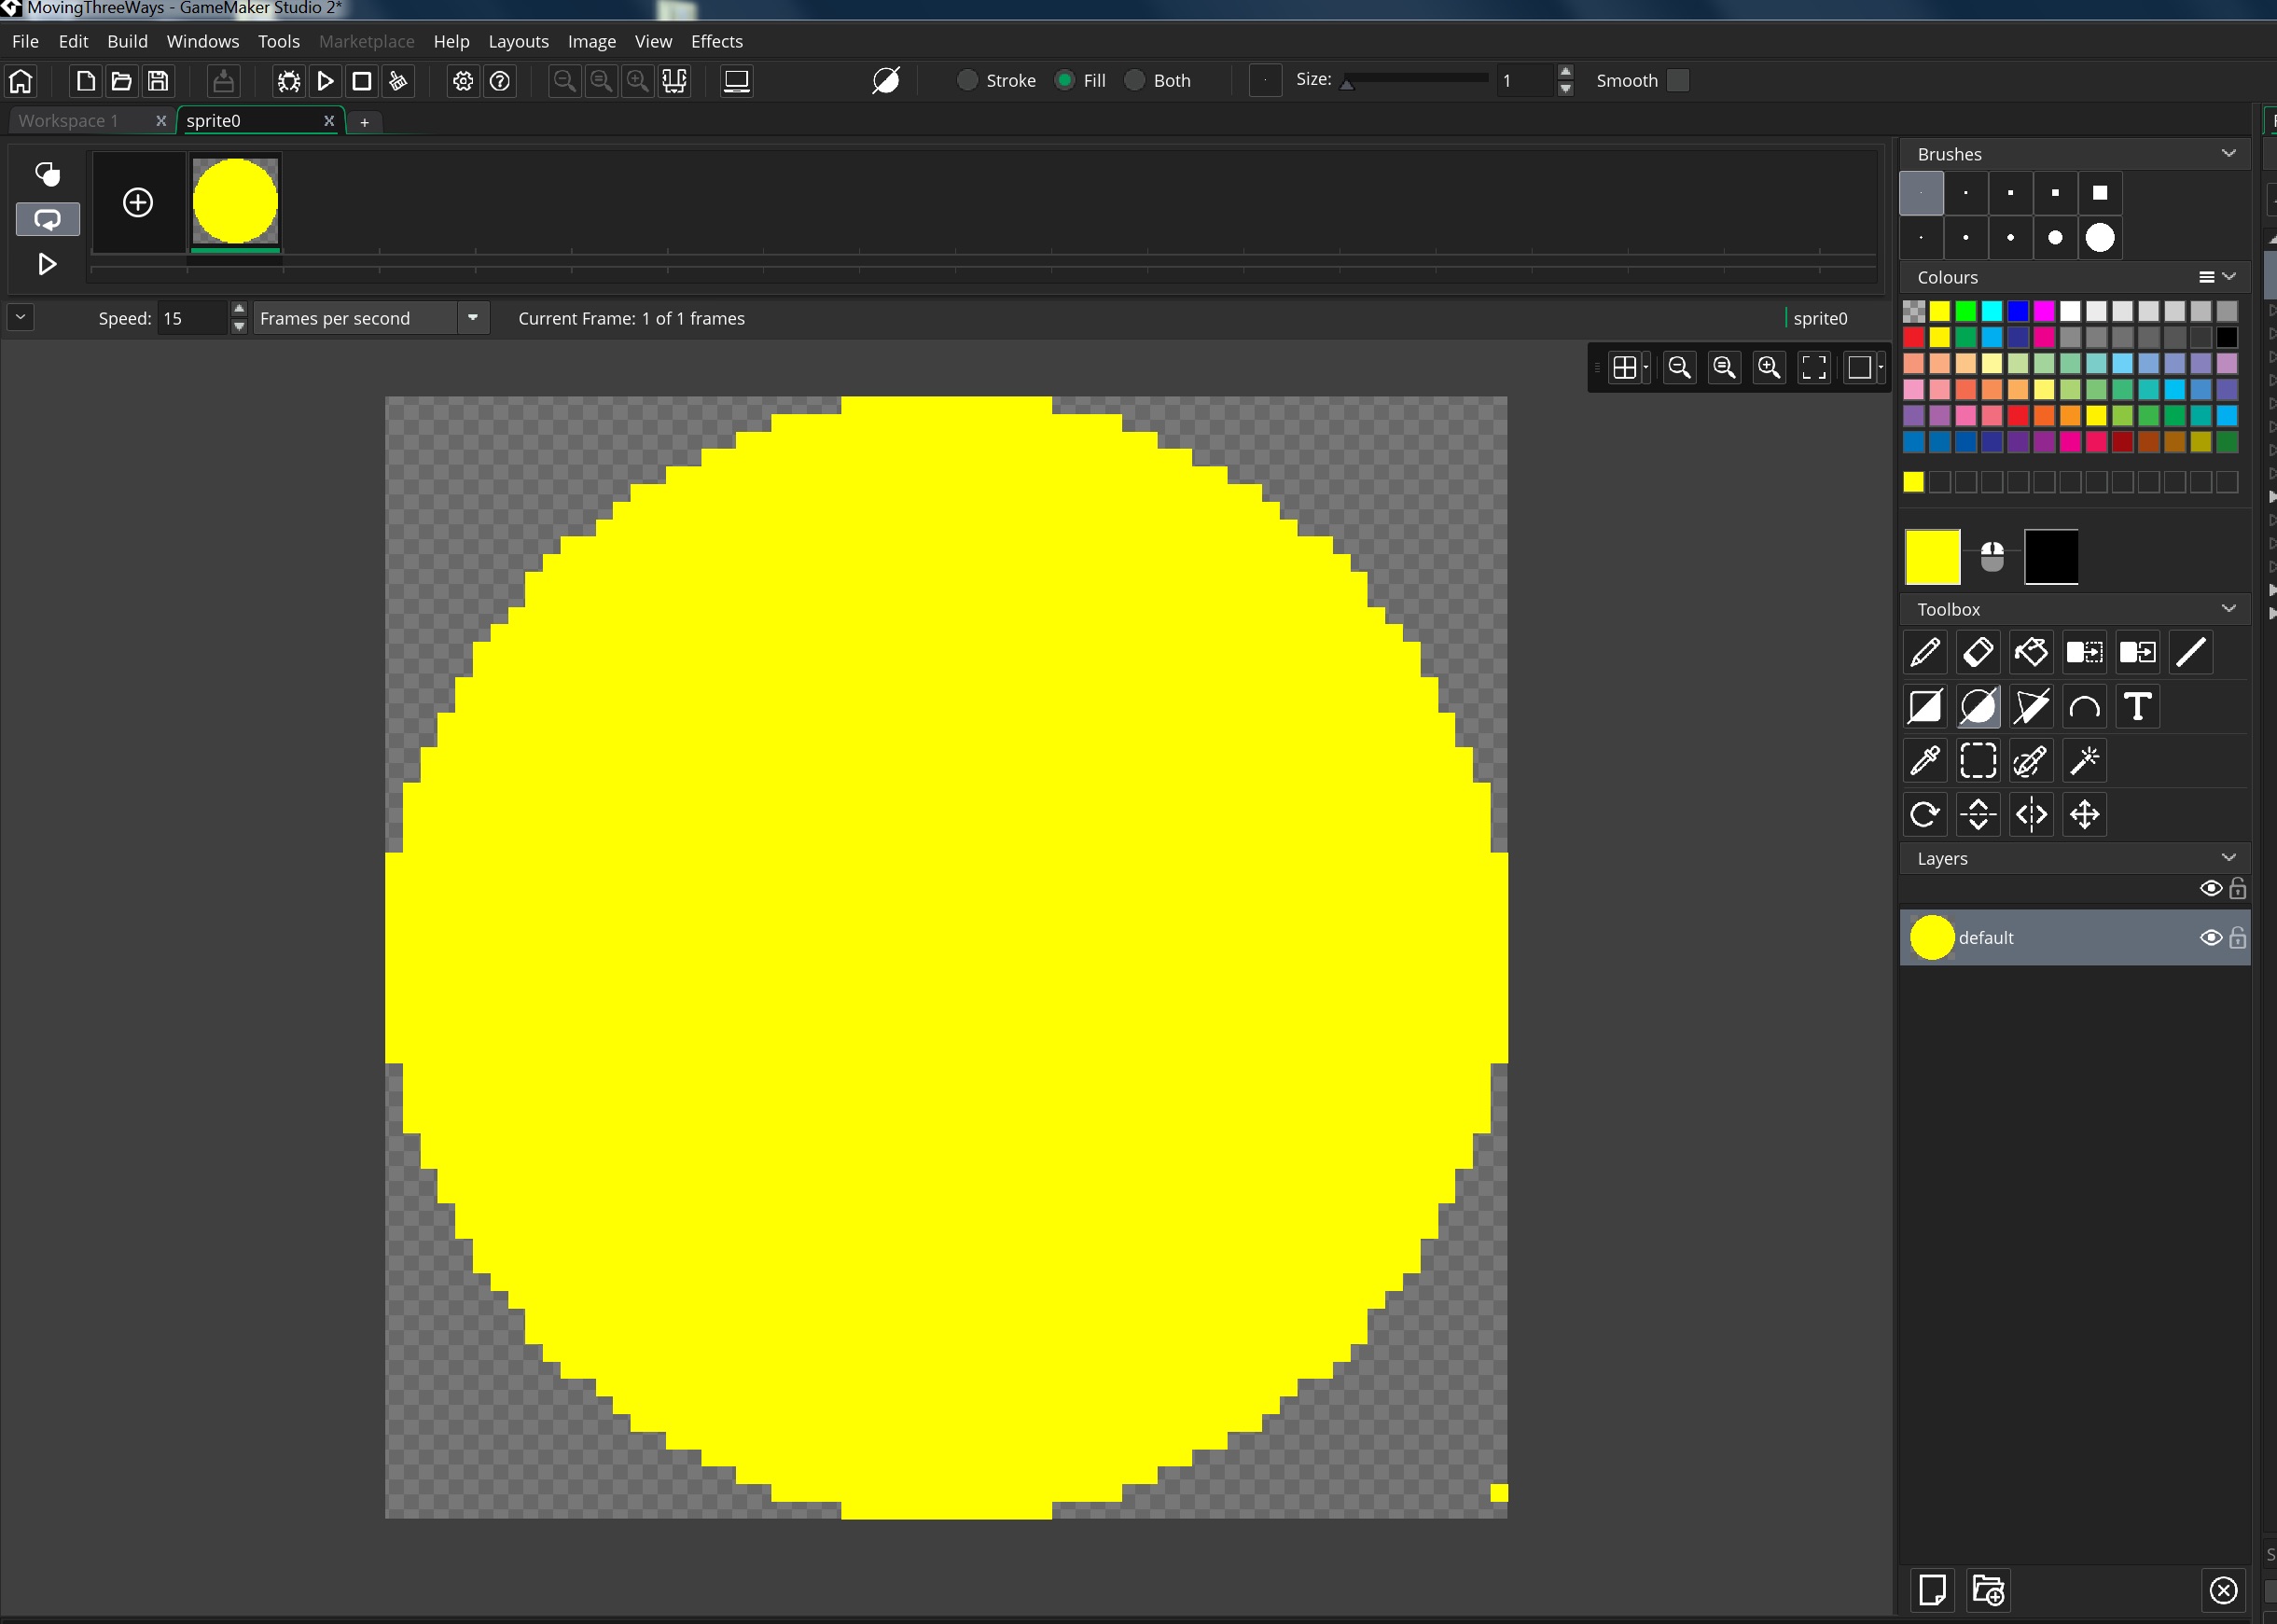 MovingThreeWays - GameMaker Studio 2*
File Edit Build Windows Tools Marketplace Help Layouts Image View Effects
Stroke Fill Both Size: 1 Smooth
Workspace 1 X sprite0 X +
Brushes
Colours
Speed: 15 Frames per second Current Frame: 1 of 1 frames sprite0
Toolbox
T
Layers
default